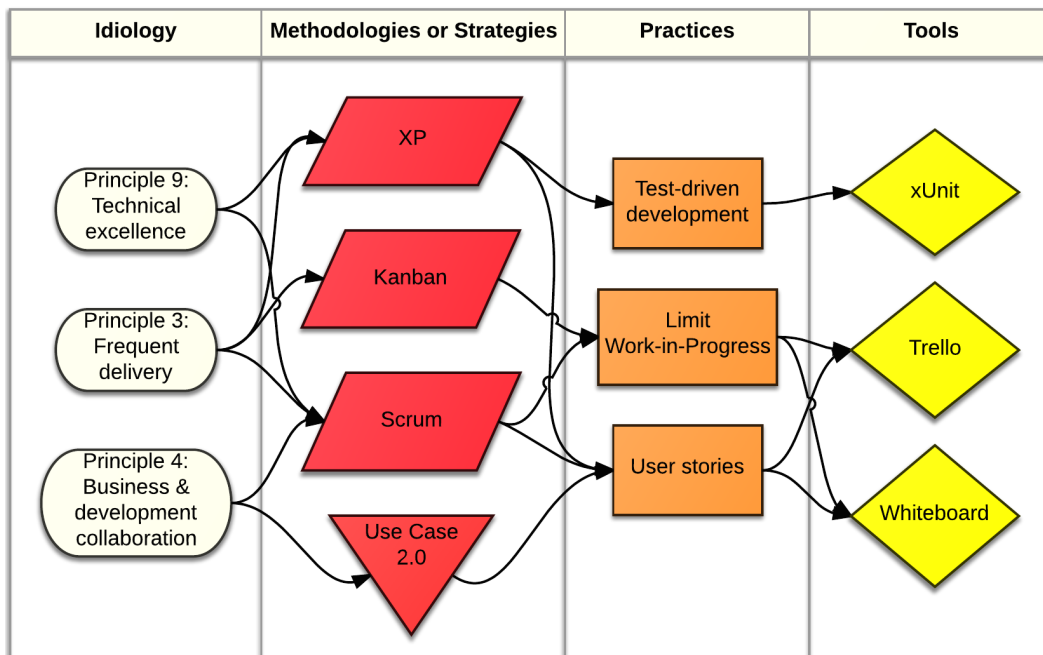 Idiology
Methodologies or Strategies
Practices
Tools
Principle 9:
Technical
excellence
Principle 3:
Frequent
delivery
Principle 4:
Business &
development
collaboration
XP
Kanban
Scrum
Use Case
2.0
Test-driven
development
Limit
Work-in-Progress
User stories
xUnit
Trello
Whiteboard